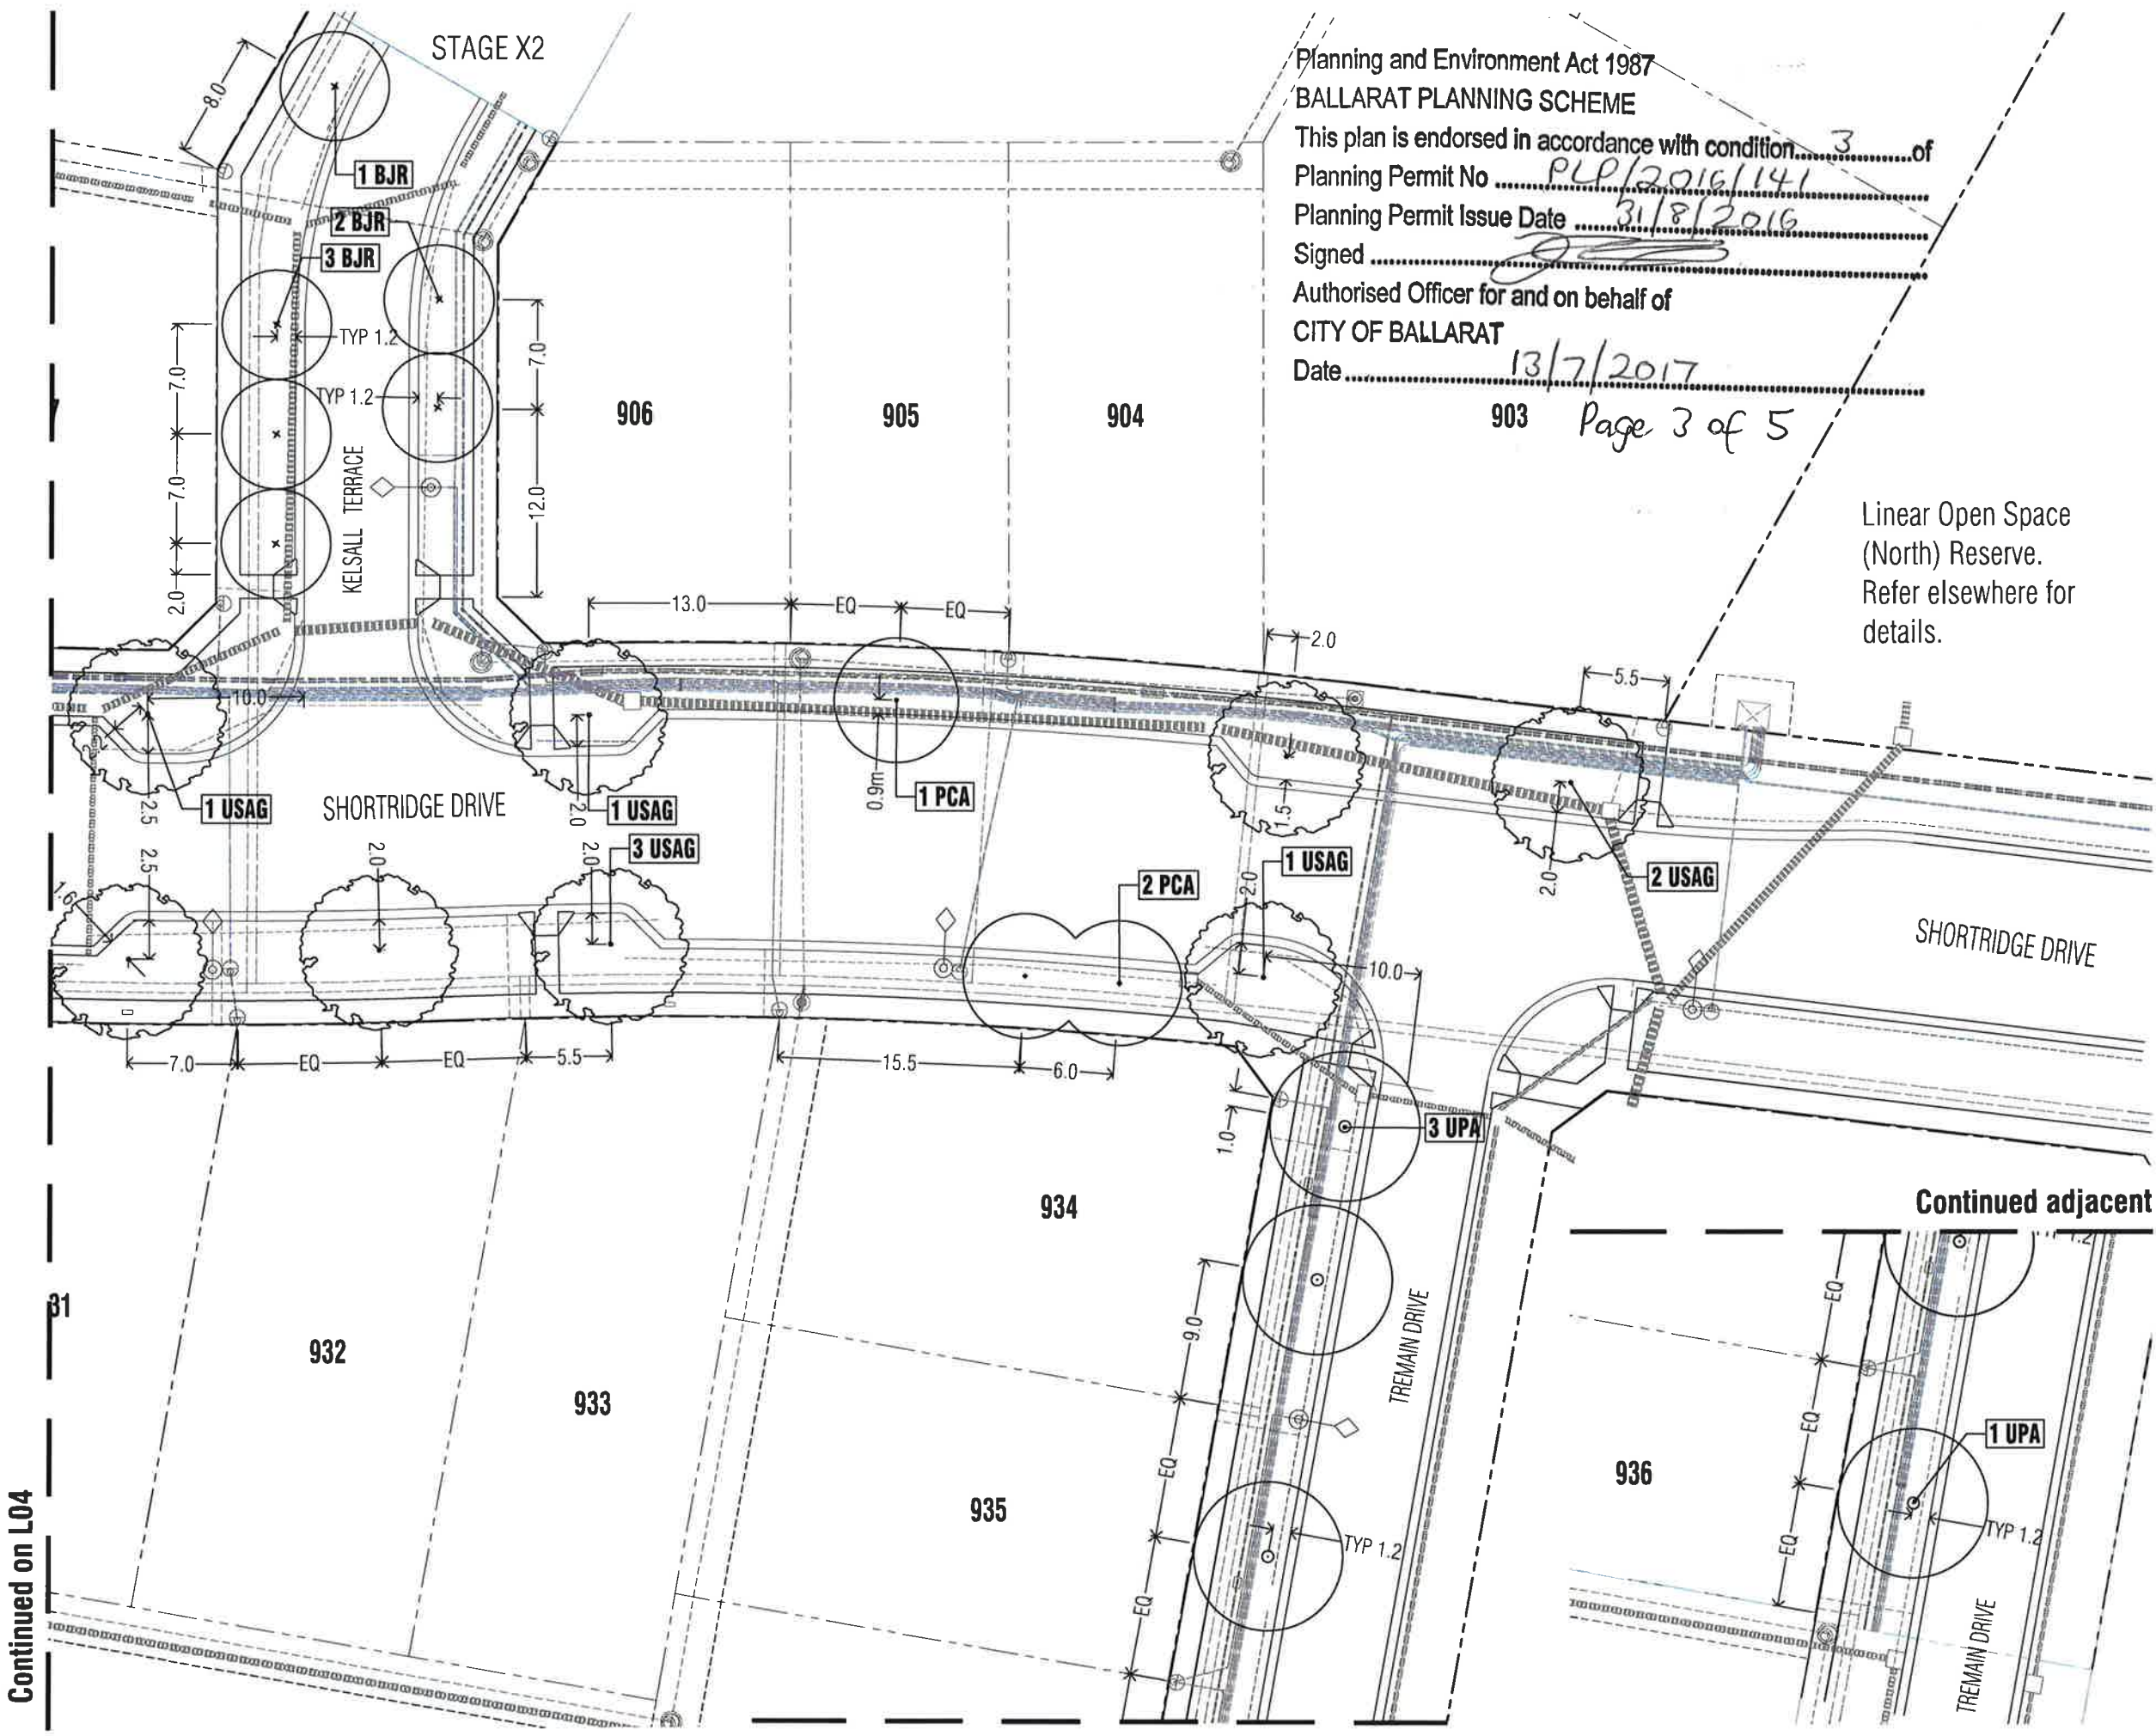 STAGE X2
Planning and Environment Act 1987
BALLARAT PLANNING SCHEME
This plan is endorsed in accordance with condition 3 of
Planning Permit No PLP/2016/141
Planning Permit Issue Date 31/8/2016
Signed
Authorised Officer for and on behalf of
CITY OF BALLARAT
Date 13/7/2017
Page 3 of 5
8.0
1 BJR
2 BJR
3 BJR
TYP 1.2
TYP 1.2
7.0
7.0
2.0
7.0
12.0
KELSALL TERRACE
906
905
904
903
Linear Open Space
(North) Reserve.
Refer elsewhere for
details.
13.0
EQ
EQ
2.0
5.5
10.0
2.5
1 USAG
SHORTRIDGE DRIVE
2.0
1 USAG
0.9m
1 PCA
1.5
2.0
2 USAG
2.5
1.6
2.0
2.0
3 USAG
2 PCA
2.0
1 USAG
10.0
SHORTRIDGE DRIVE
7.0
EQ
EQ
5.5
15.5
6.0
1.0
3 UPA
934
Continued adjacent
31
932
933
9.0
TREMAIN DRIVE
EQ
935
EQ
TYP 1.2
EQ
1.2
EQ
EQ
936
1 UPA
EQ
TYP 1.2
TREMAIN DRIVE
Continued on L04